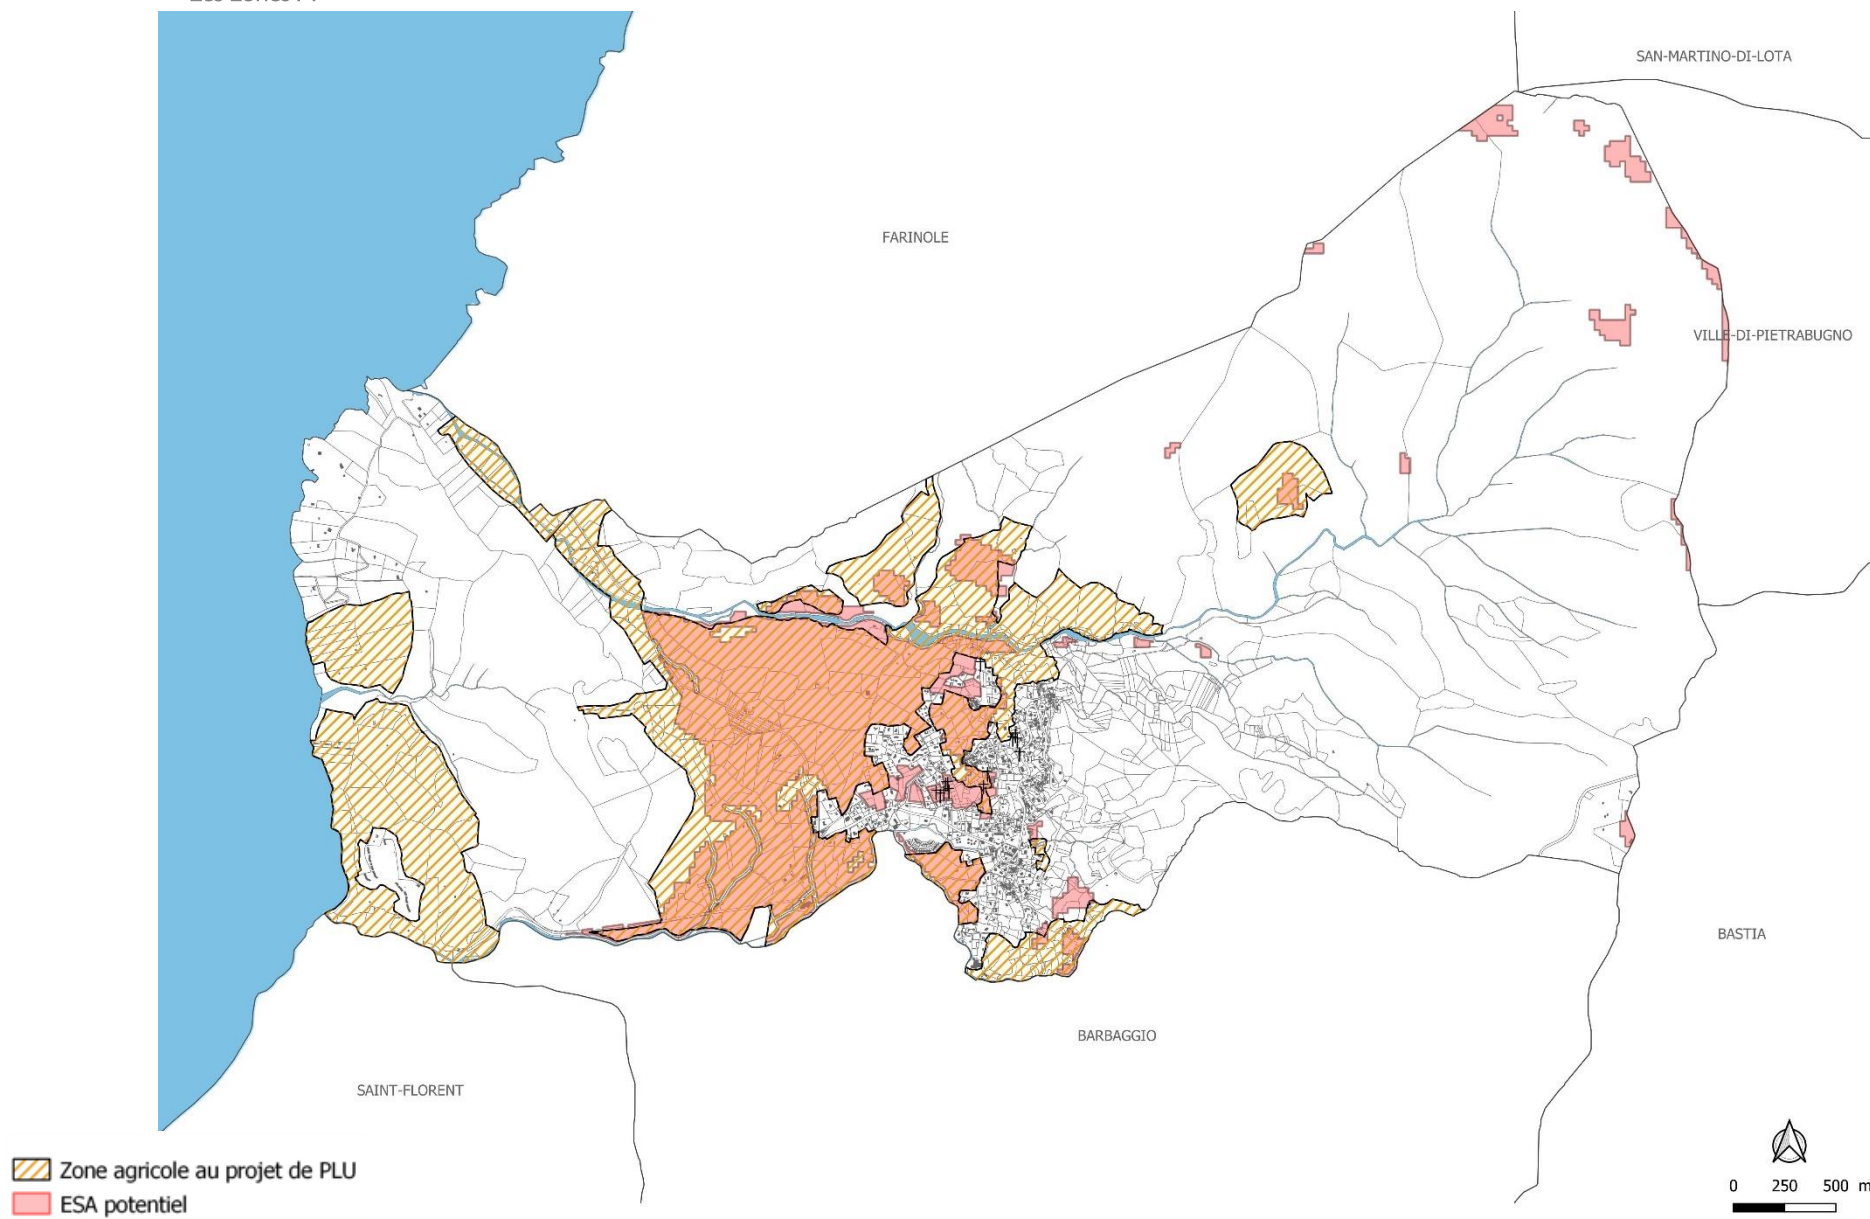 SAN-MARTINO-DI-LOTA
FARINOLE
VILLE-DI-PIETRABUGNO
BASTIA
BARBAGGIO
SAINT-FLORENT
Zone agricole au projet de PLU
ESA potentiel
0 250 500 m